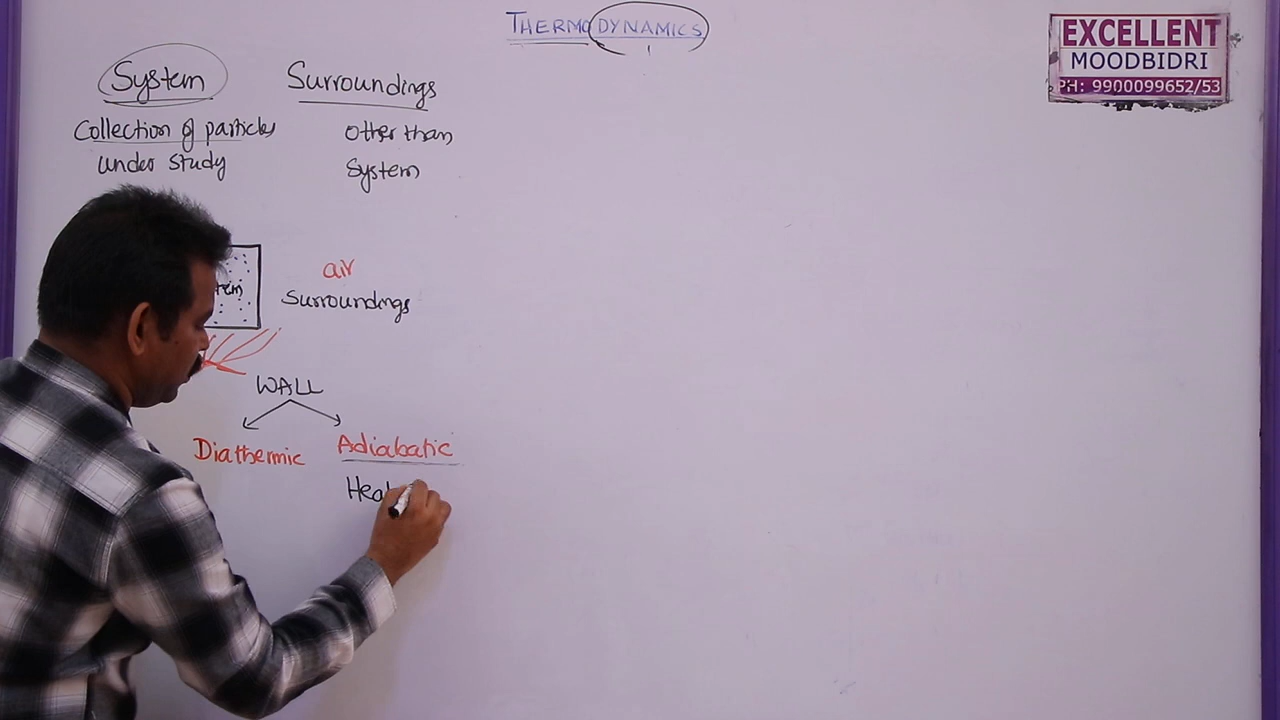 THERMODYNAMICS
EXCELLENT
MOODBIDRI
PH: 9900099652/53
System
Surroundings
Collection of particles
under study
Other than
System
air
Surroundings
WALL
Diathermic
Adiabatic